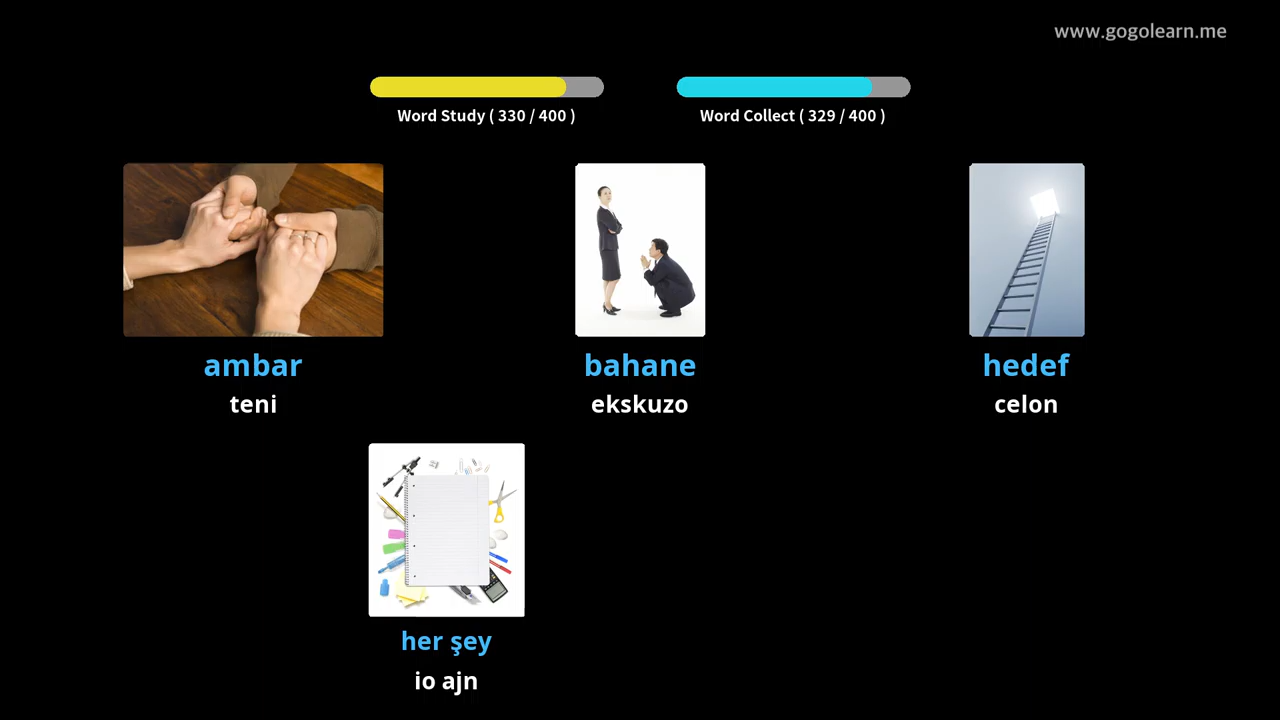 www.gogolearn.me
Word Study ( 330 / 400 )
Word Collect ( 329 / 400 )
ambar
teni
bahane
ekskuzo
hedef
celon
her şey
io ajn